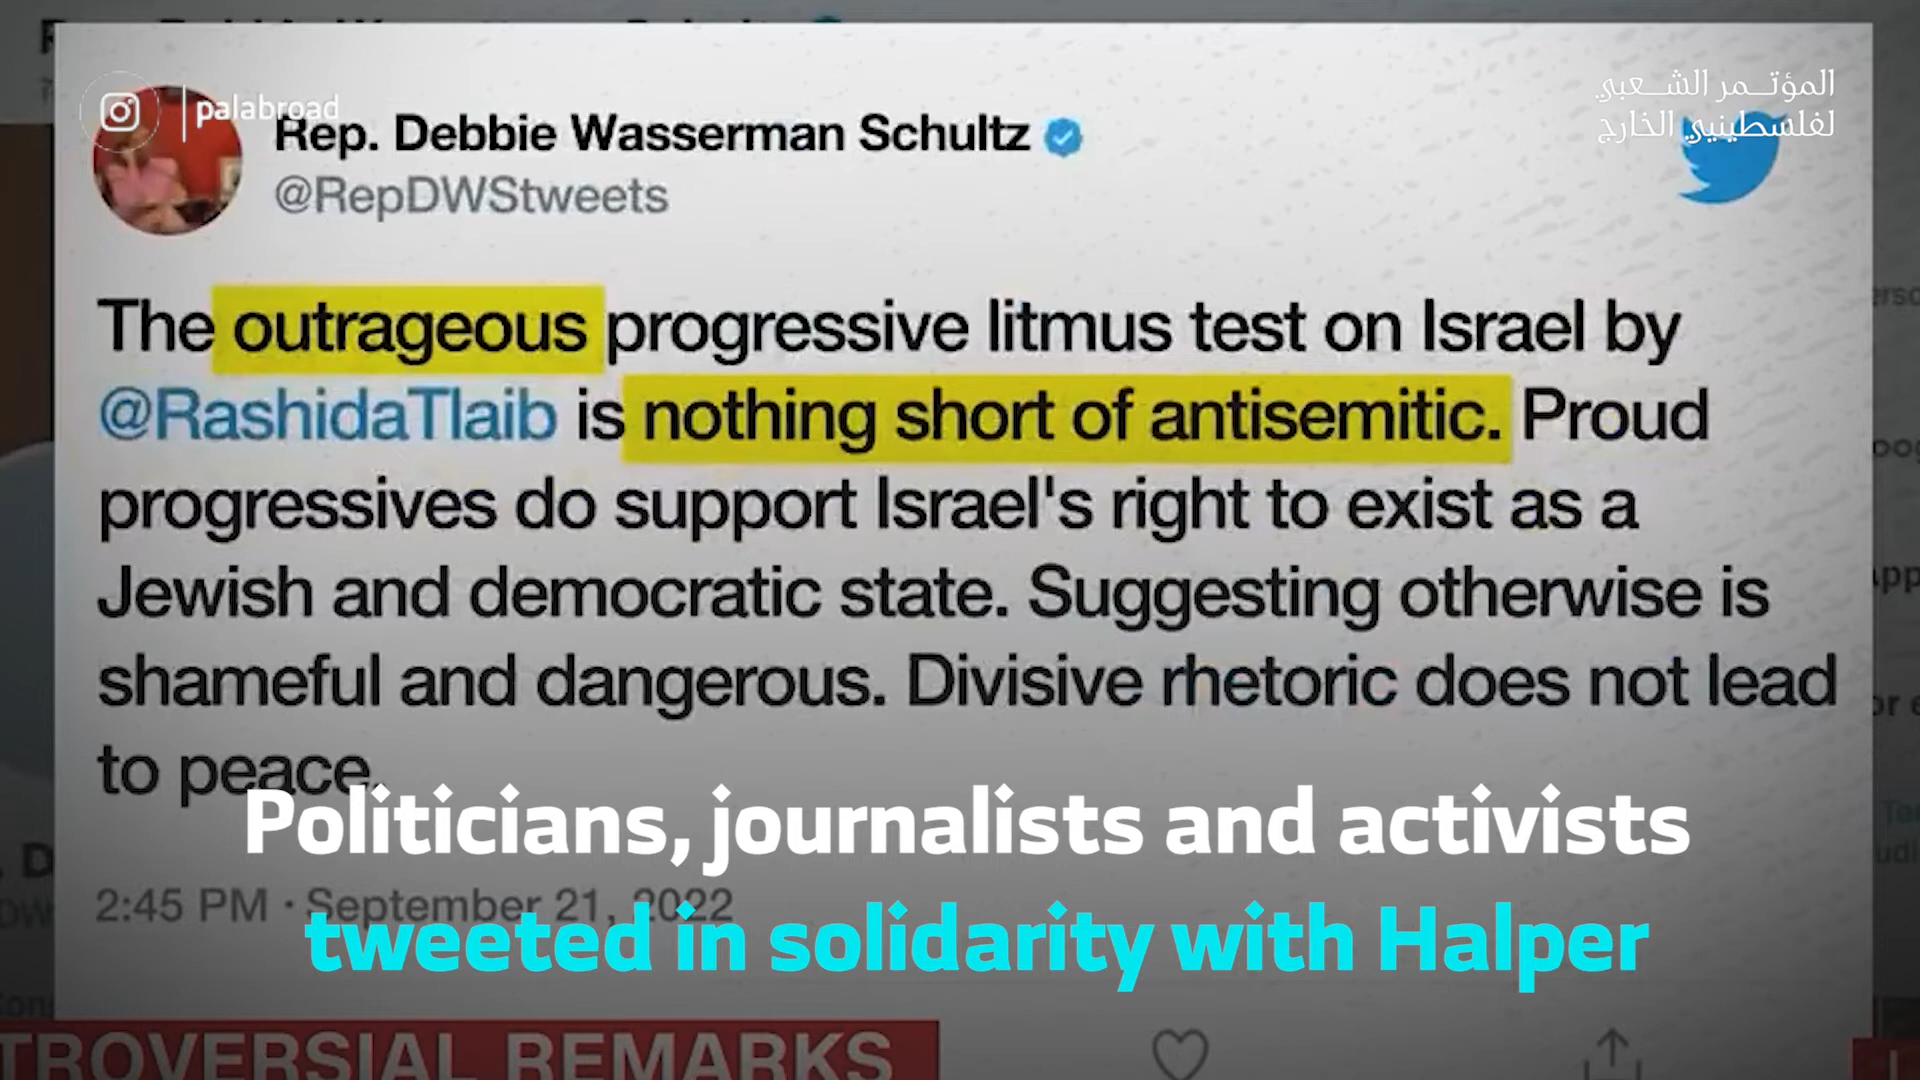 palabroad
المؤتمر الشعبي
لفلسطينيي الخارج
Rep. Debbie Wasserman Schultz
@RepDWStweets
The outrageous progressive litmus test on Israel by
@RashidaTlaib is nothing short of antisemitic. Proud
progressives do support Israel's right to exist as a
Jewish and democratic state. Suggesting otherwise is
shameful and dangerous. Divisive rhetoric does not lead
to peace.
Politicians, journalists and activists
2:45 PM · September 21, 2022
tweeted in solidarity with Halper
TROVERSIAL REMARKS